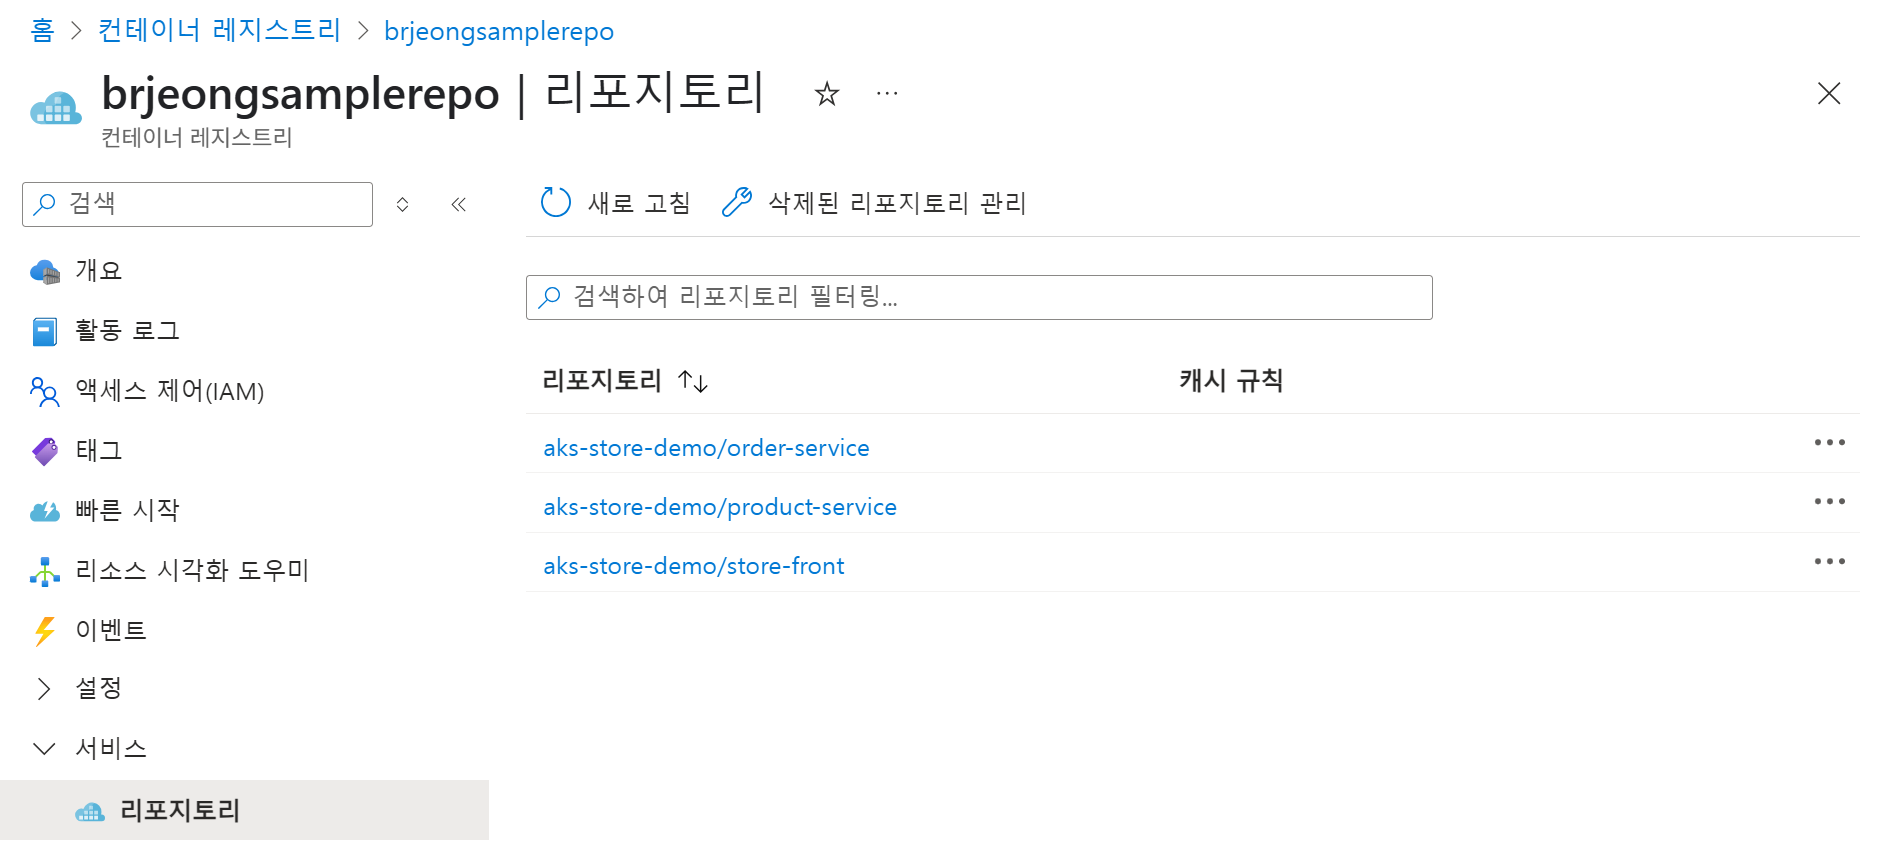 홈 > 컨테이너 레지스트리 > brjeongsamplerepo
brjeongsamplerepo | 리포지토리
컨테이너 레지스트리
검색
개요
활동 로그
액세스 제어(IAM)
태그
빠른 시작
리소스 시각화 도우미
이벤트
설정
서비스
리포지토리
새로 고침 삭제된 리포지토리 관리
검색하여 리포지토리 필터링...
리포지토리 캐시 규칙
aks-store-demo/order-service
aks-store-demo/product-service
aks-store-demo/store-front